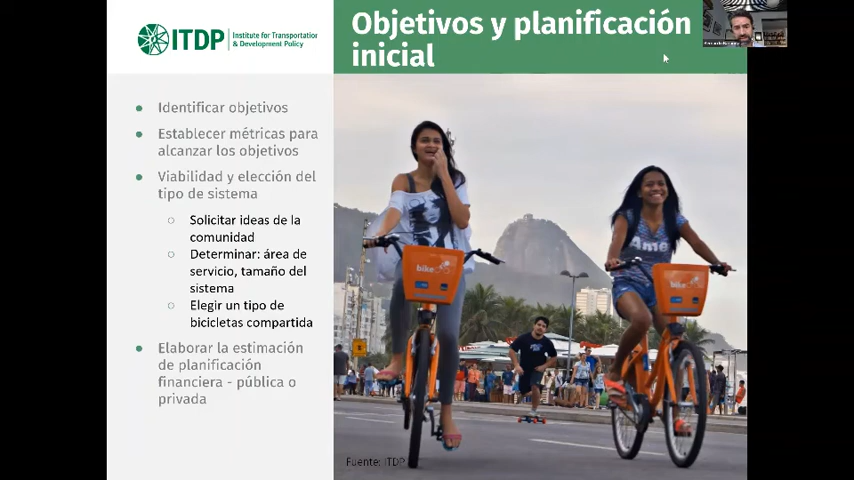 ITDP
Institute for Transportation
& Development Policy
Objetivos y planificación
inicial
Identificar objetivos
Establecer métricas para
alcanzar los objetivos
Viabilidad y elección del
tipo de sistema
Solicitar ideas de la
comunidad
Determinar: área de
servicio, tamaño del
sistema
Elegir un tipo de
bicicletas compartida
Elaborar la estimación
de planificación
financiera - pública o
privada
bike
bike
Fuente: ITDP